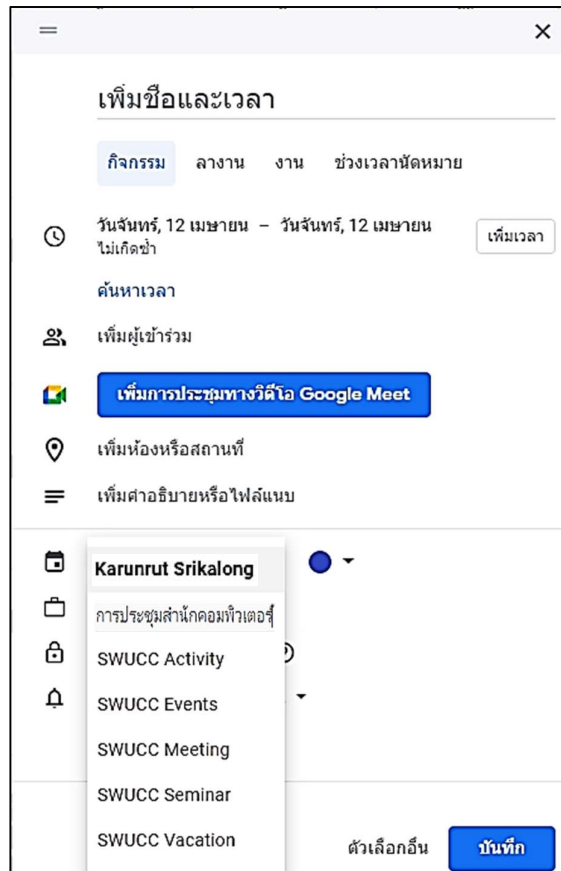 เพิ่มชื่อและเวลา
กิจกรรม ลางาน งาน ช่วงเวลานัดหมาย
วันจันทร์, 12 เมษายน – วันจันทร์, 12 เมษายน เพิ่มเวลา
ไม่เกิดซ้ำ
ค้นหาเวลา
เพิ่มผู้เข้าร่วม
เพิ่มการประชุมทางวิดีโอ Google Meet
เพิ่มห้องหรือสถานที่
เพิ่มคำอธิบายหรือไฟล์แนบ
Karunrut Srikalong
การประชุมสำนักคอมพิวเตอร์
SWUCC Activity
SWUCC Events
SWUCC Meeting
SWUCC Seminar
SWUCC Vacation
ตัวเลือกอื่น บันทึก